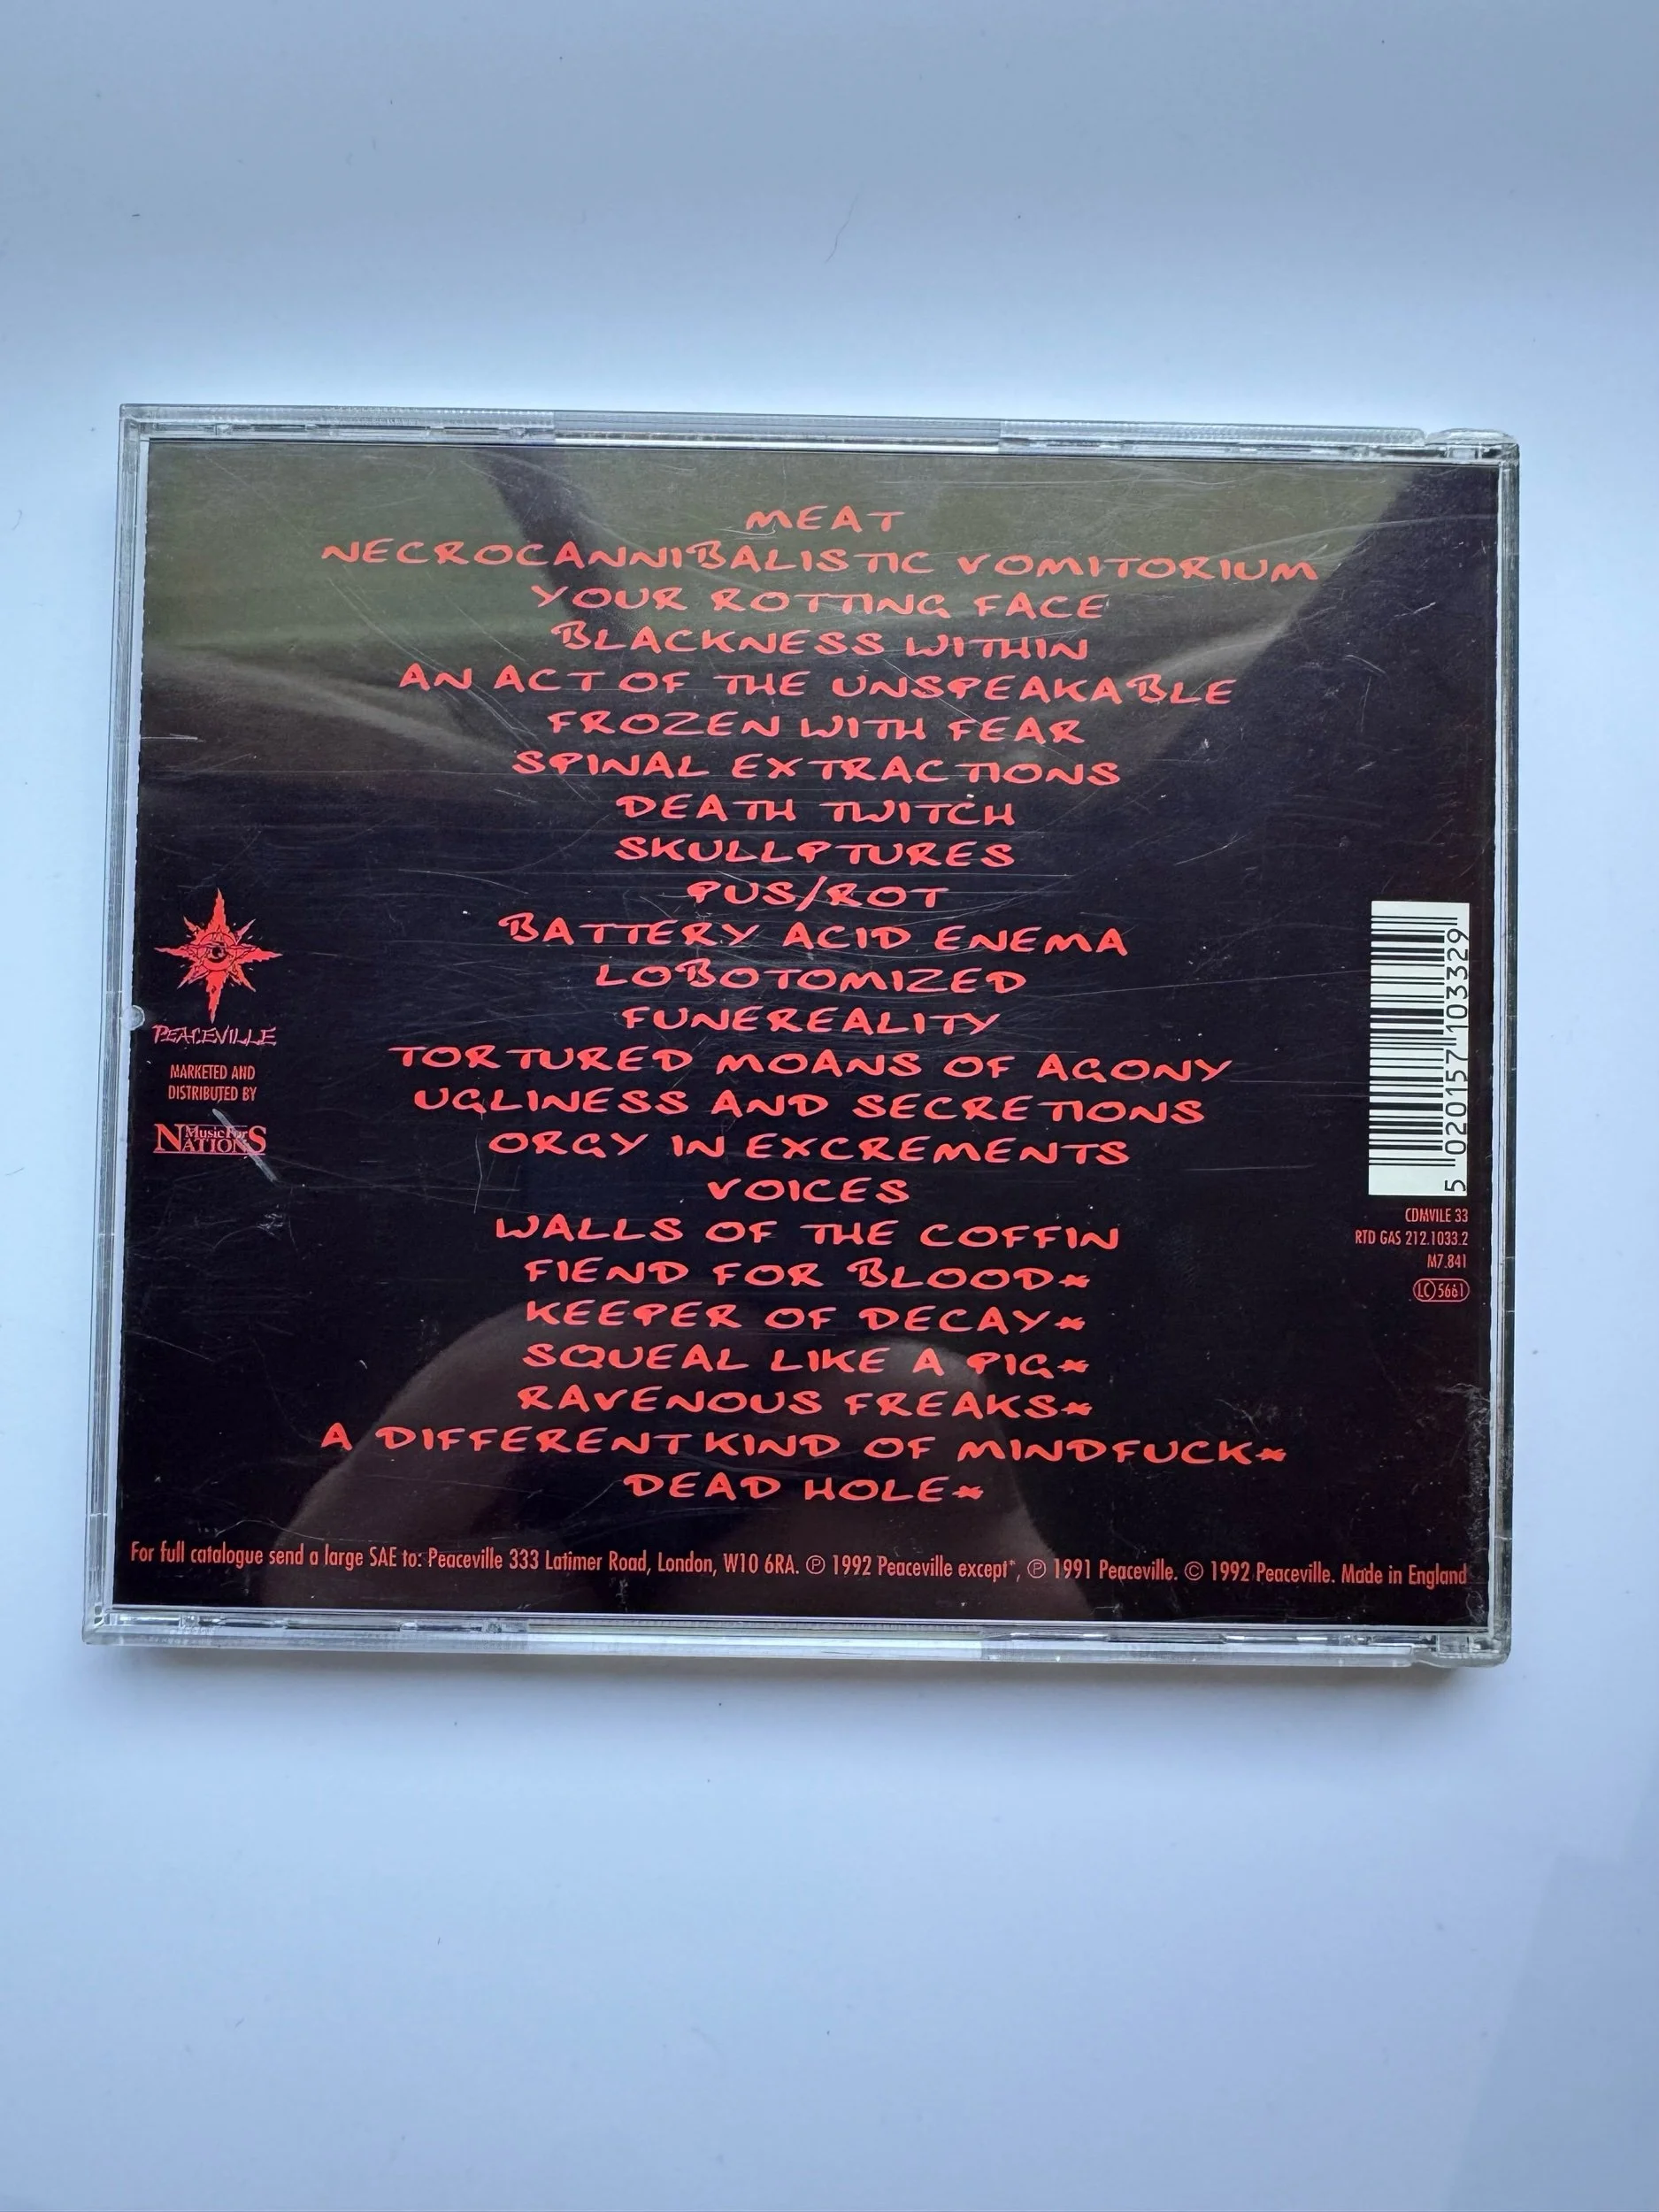 MEAT
NECROCANNIBALISTIC VOMITORIUM
YOUR ROTTING FACE
BLACKNESS WITHIN
AN ACT OF THE UNSPEAKABLE
FROZEN WITH FEAR
SPINAL EXTRACTIONS
DEATH TWITCH
SKULLPTURES
PUS/ROT
BATTERY ACID ENEMA
LOBOTOMIZED
FUNEREALITY
TORTURED MOANS OF AGONY
UGLINESS AND SECRETIONS
ORGY IN EXCREMENTS
VOICES
WALLS OF THE COFFIN
FIEND FOR BLOOD*
KEEPER OF DECAY*
SQUEAL LIKE A PIG*
RAVENOUS FREAKS*
A DIFFERENT KIND OF MINDFUCK*
DEAD HOLE*
PEACEVILLE
MARKETED AND
DISTRIBUTED BY
Music For
NATIONS
5 020157 103329
CDMVILE 33
RTD GAS 212.1033.2
M7.841
LC 5661
For full catalogue send a large SAE to: Peaceville 333 Latimer Road, London, W10 6RA. ℗ 1992 Peaceville except*, ℗ 1991 Peaceville. © 1992 Peaceville. Made in England